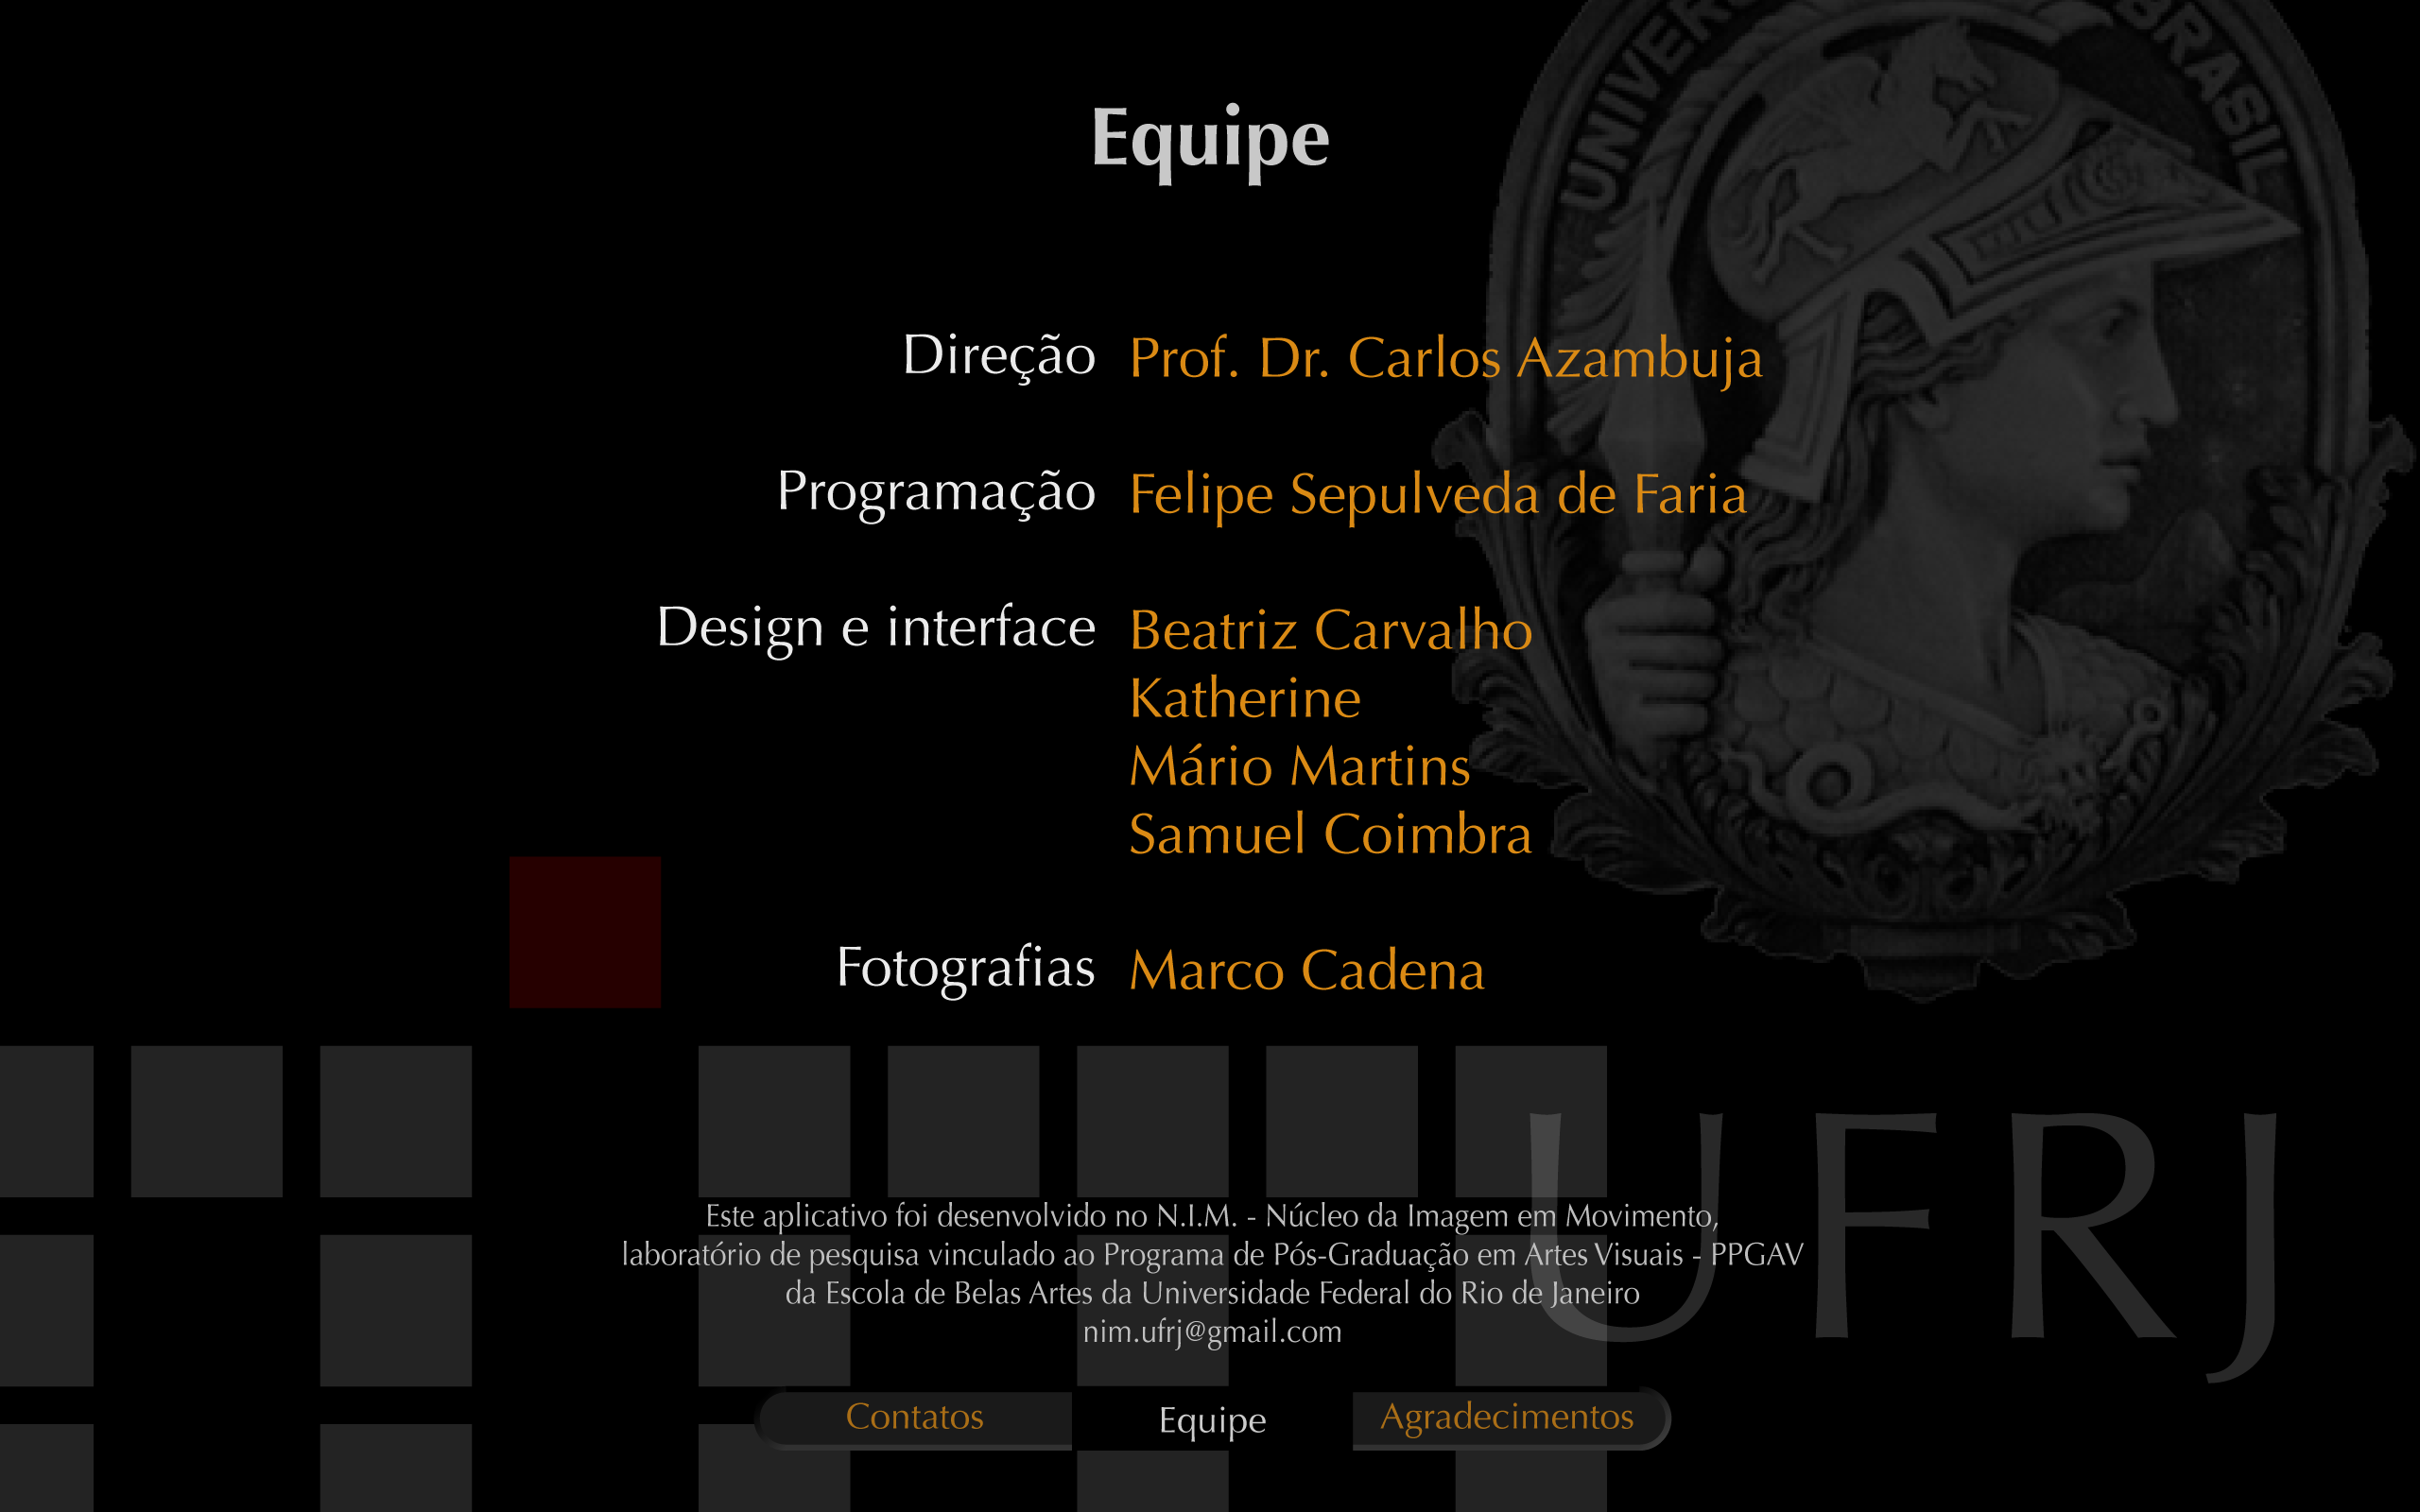 UNIVER
BRASIL
Equipe
Direção Prof. Dr. Carlos Azambuja
Programação Felipe Sepulveda de Faria
Design e interface Beatriz Carvalho
Katherine
Mário Martins
Samuel Coimbra
Fotografias Marco Cadena
UFRJ
Este aplicativo foi desenvolvido no N.I.M. - Núcleo da Imagem em Movimento,
laboratório de pesquisa vinculado ao Programa de Pós-Graduação em Artes Visuais - PPGAV
da Escola de Belas Artes da Universidade Federal do Rio de Janeiro
nim.ufrj@gmail.com
Contatos Equipe Agradecimentos